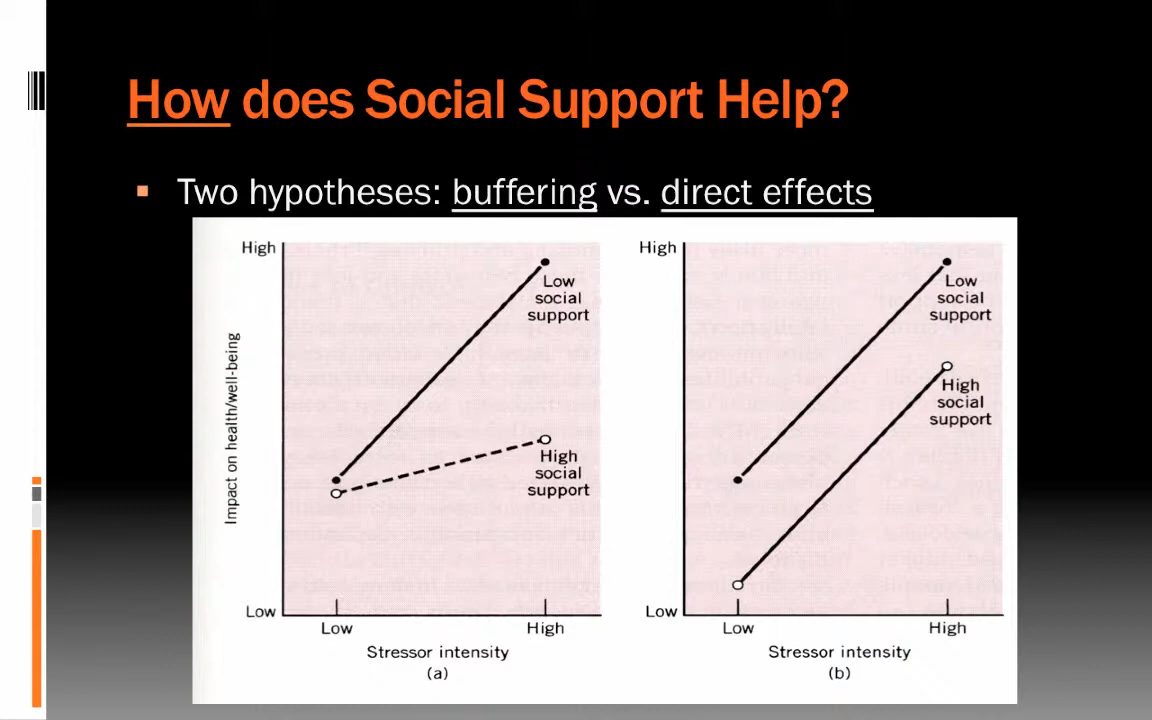 How does Social Support Help?
Two hypotheses: buffering vs. direct effects
High
Low
social
support
High
social
support
Impact on health/well-being
Low
Low
High
Stressor intensity
(a)
High
Low
social
support
High
social
support
Low
Low
High
Stressor intensity
(b)